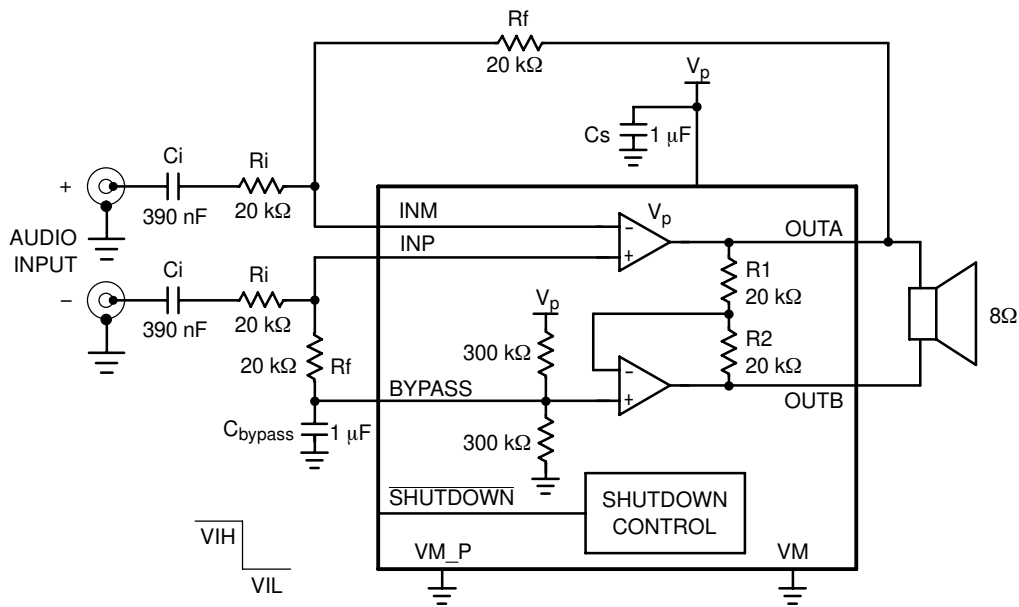 Rf
20 kΩ
Vp
Cs
1 μF
Ci
Ri
+
390 nF
20 kΩ
AUDIO
INPUT
INM
INP
Vp
−
+
OUTA
R1
20 kΩ
Ci
Ri
−
390 nF
20 kΩ
Vp
8Ω
R2
20 kΩ
300 kΩ
20 kΩ
Rf
BYPASS
−
+
OUTB
Cbypass
1 μF
300 kΩ
SHUTDOWN
SHUTDOWN
CONTROL
VIH
VIL
VM_P
VM